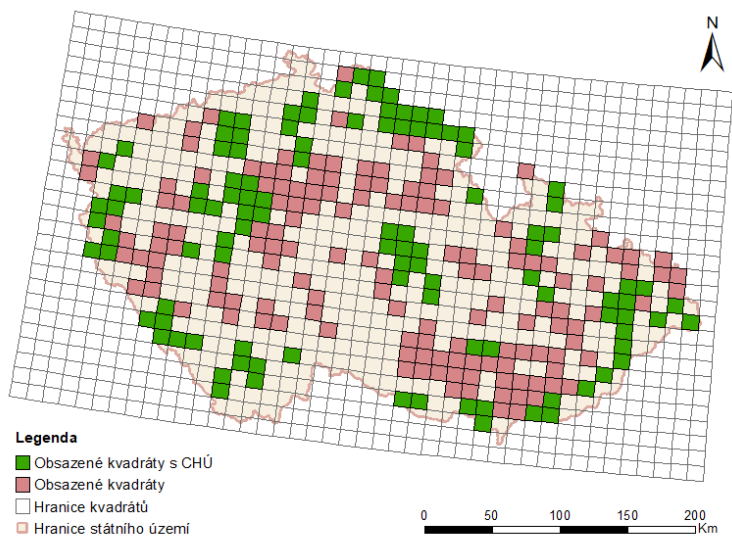 N
Legenda
Obsazené kvadráty s CHÚ
Obsazené kvadráty
Hranice kvadrátů
Hranice státního území
0 50 100 150 200
Km